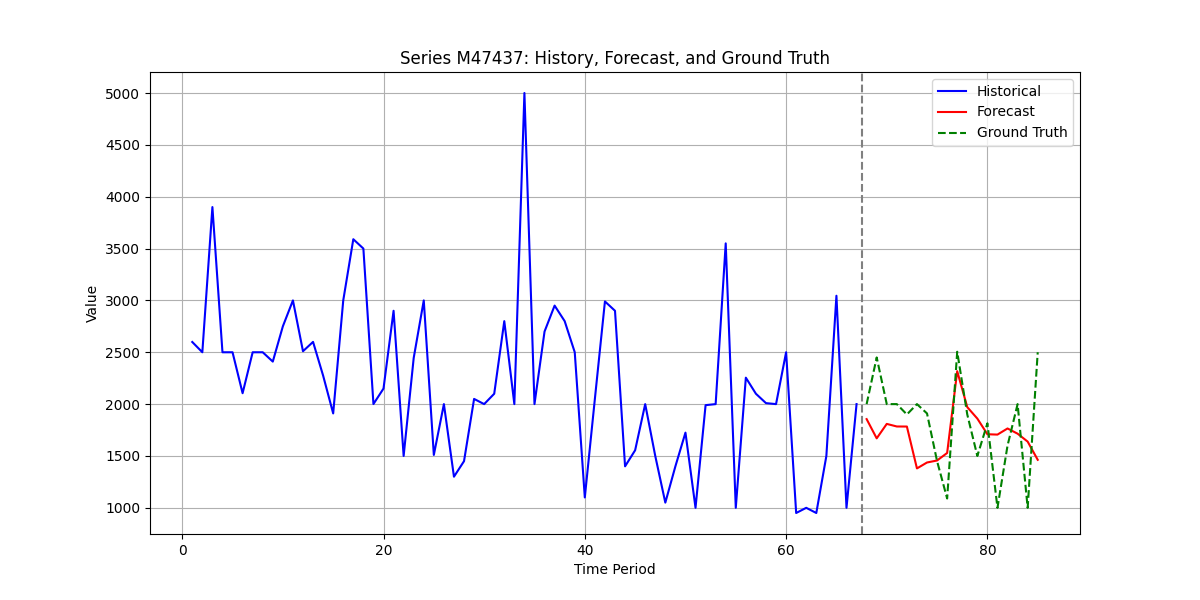 Series M47437: History, Forecast, and Ground Truth
Historical
Forecast
Ground Truth
5000
4500
4000
3500
3000
2500
2000
1500
1000
Value
0 20 40 60 80
Time Period